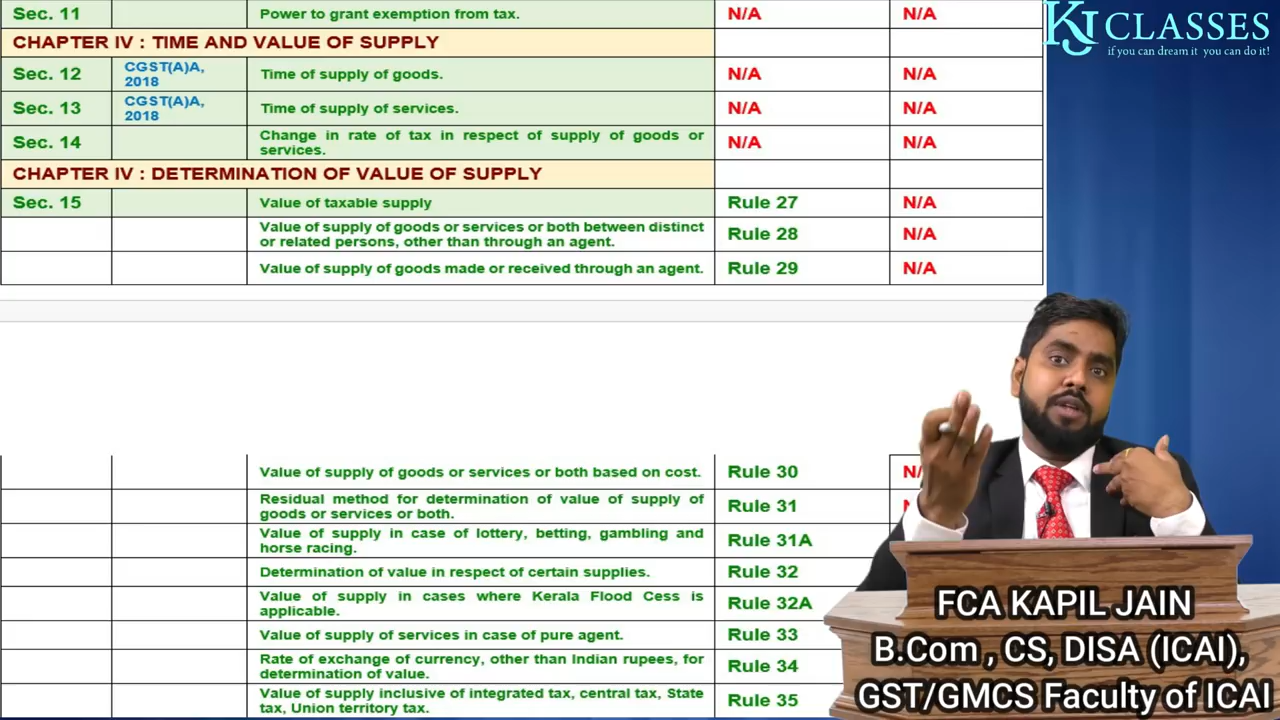 Sec. 11 Power to grant exemption from tax. N/A N/A
KJ CLASSES
if you can dream it you can do it!
CHAPTER IV : TIME AND VALUE OF SUPPLY
Sec. 12 CGST(A)A, 2018 Time of supply of goods. N/A N/A
Sec. 13 CGST(A)A, 2018 Time of supply of services. N/A N/A
Sec. 14 Change in rate of tax in respect of supply of goods or
services. N/A N/A
CHAPTER IV : DETERMINATION OF VALUE OF SUPPLY
Sec. 15 Value of taxable supply Rule 27 N/A
Value of supply of goods or services or both between distinct
or related persons, other than through an agent. Rule 28 N/A
Value of supply of goods made or received through an agent. Rule 29 N/A
Value of supply of goods or services or both based on cost. Rule 30
Residual method for determination of value of supply of
goods or services or both. Rule 31
Value of supply in case of lottery, betting, gambling and
horse racing. Rule 31A
Determination of value in respect of certain supplies. Rule 32
Value of supply in cases where Kerala Flood Cess is
applicable. Rule 32A
Value of supply of services in case of pure agent. Rule 33
Rate of exchange of currency, other than Indian rupees, for
determination of value. Rule 34
Value of supply inclusive of integrated tax, central tax, State
tax, Union territory tax. Rule 35
FCA KAPIL JAIN
B.Com , CS, DISA (ICAI),
GST/GMCS Faculty of ICAI